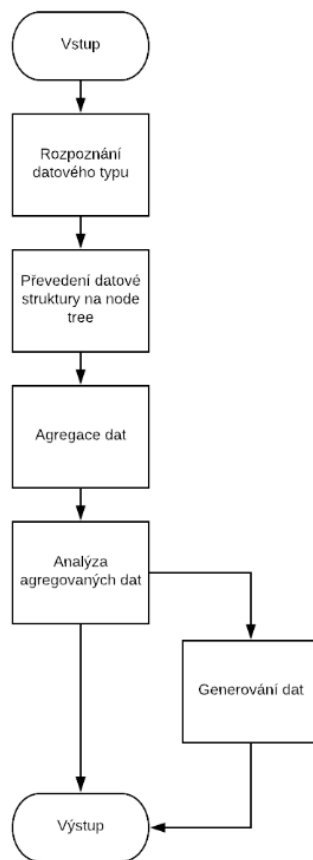 Vstup
Rozpoznání
datového typu
Převedení datové
struktury na node
tree
Agregace dat
Analýza
agregovaných dat
Generování dat
Výstup